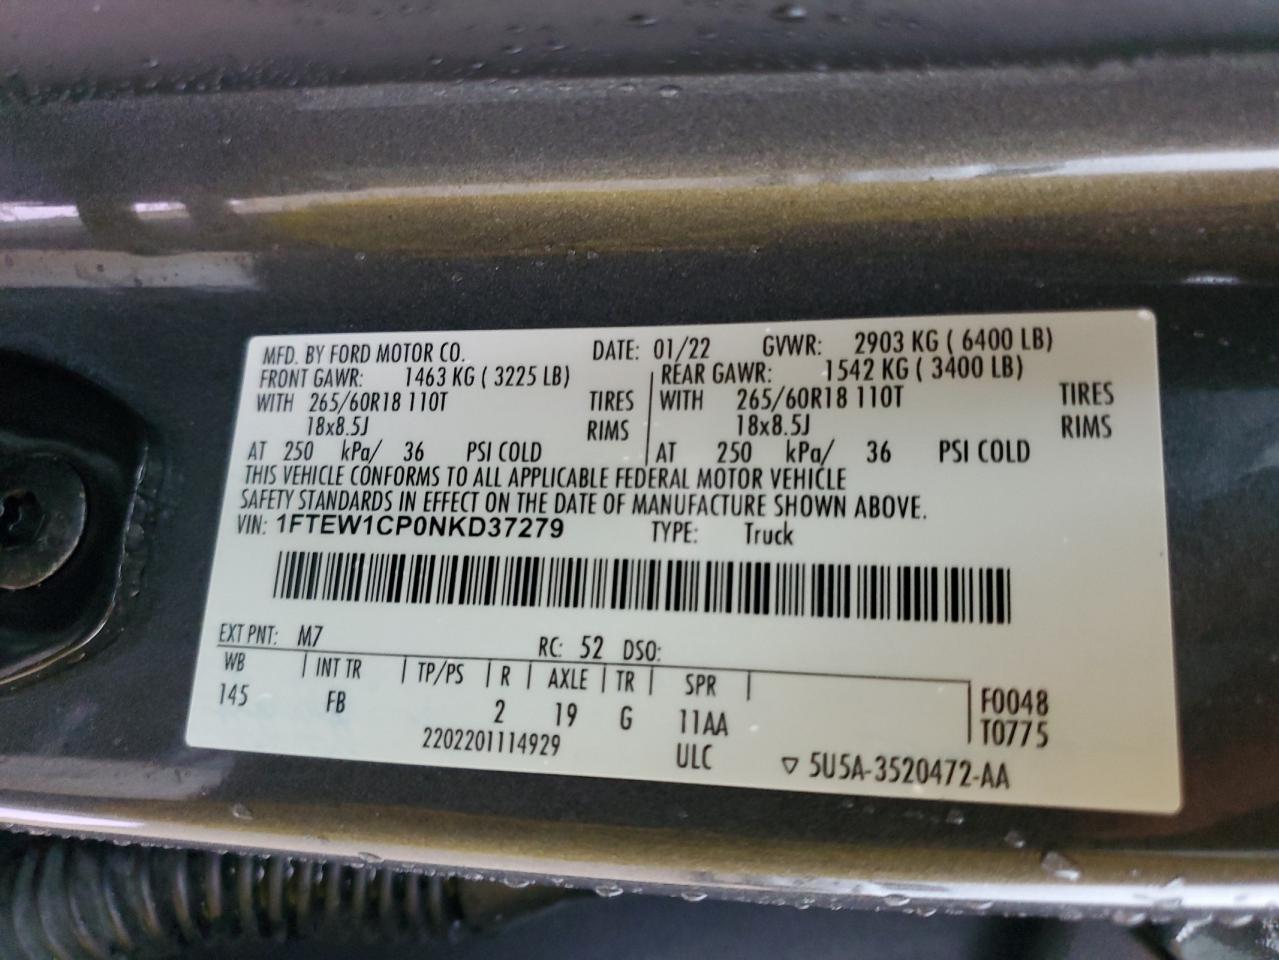 MFD. BY FORD MOTOR CO. DATE: 01/22 GVWR: 2903 KG ( 6400 LB)
FRONT GAWR: 1463 KG ( 3225 LB) REAR GAWR: 1542 KG ( 3400 LB)
WITH 265/60R18 110T TIRES WITH 265/60R18 110T TIRES
18x8.5J RIMS 18x8.5J RIMS
AT 250 kPa/ 36 PSI COLD AT 250 kPa/ 36 PSI COLD
THIS VEHICLE CONFORMS TO ALL APPLICABLE FEDERAL MOTOR VEHICLE
SAFETY STANDARDS IN EFFECT ON THE DATE OF MANUFACTURE SHOWN ABOVE.
VIN: 1FTEW1CP0NKD37279 TYPE: Truck
EXT PNT: M7 RC: 52 DSO:
WB INT TR TP/PS R AXLE TR SPR F0048
145 FB 2 19 G 11AA T0775
2202201114929 ULC ▽ 5U5A-3520472-AA